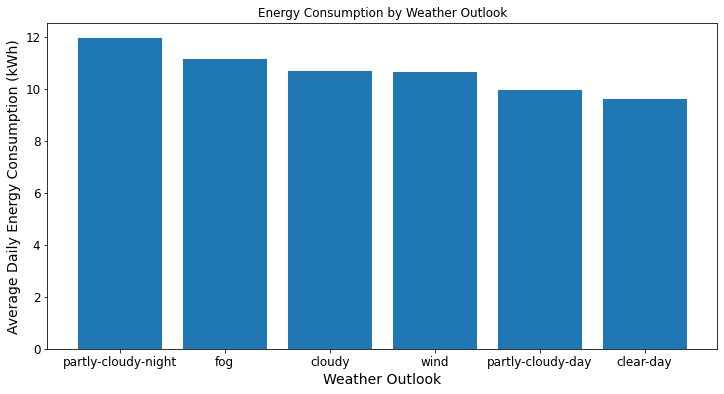 Energy Consumption by Weather Outlook
Average Daily Energy Consumption (kWh)
12
10
8
6
4
2
0
partly-cloudy-night fog cloudy wind partly-cloudy-day clear-day
Weather Outlook